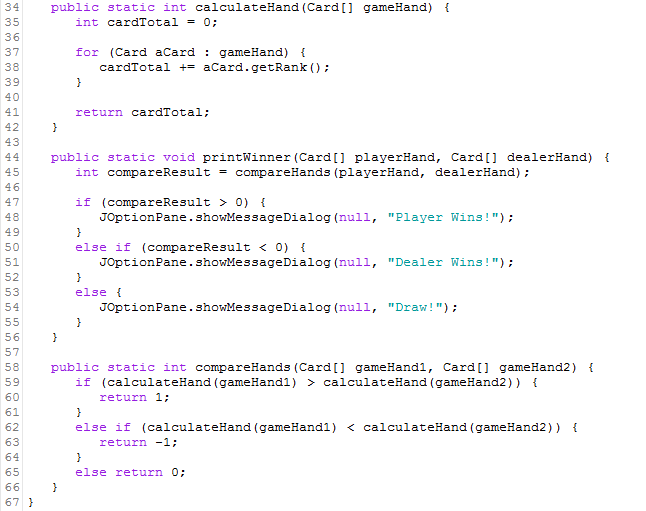 34    public static int calculateHand(Card[] gameHand) {
35       int cardTotal = 0;
36
37       for (Card aCard : gameHand) {
38          cardTotal += aCard.getRank();
39       }
40
41       return cardTotal;
42    }
43
44    public static void printWinner(Card[] playerHand, Card[] dealerHand) {
45       int compareResult = compareHands(playerHand, dealerHand);
46
47       if (compareResult > 0) {
48          JOptionPane.showMessageDialog(null, "Player Wins!");
49       }
50       else if (compareResult < 0) {
51          JOptionPane.showMessageDialog(null, "Dealer Wins!");
52       }
53       else {
54          JOptionPane.showMessageDialog(null, "Draw!");
55       }
56    }
57
58    public static int compareHands(Card[] gameHand1, Card[] gameHand2) {
59       if (calculateHand(gameHand1) > calculateHand(gameHand2)) {
60          return 1;
61       }
62       else if (calculateHand(gameHand1) < calculateHand(gameHand2)) {
63          return -1;
64       }
65       else return 0;
66    }
67 }